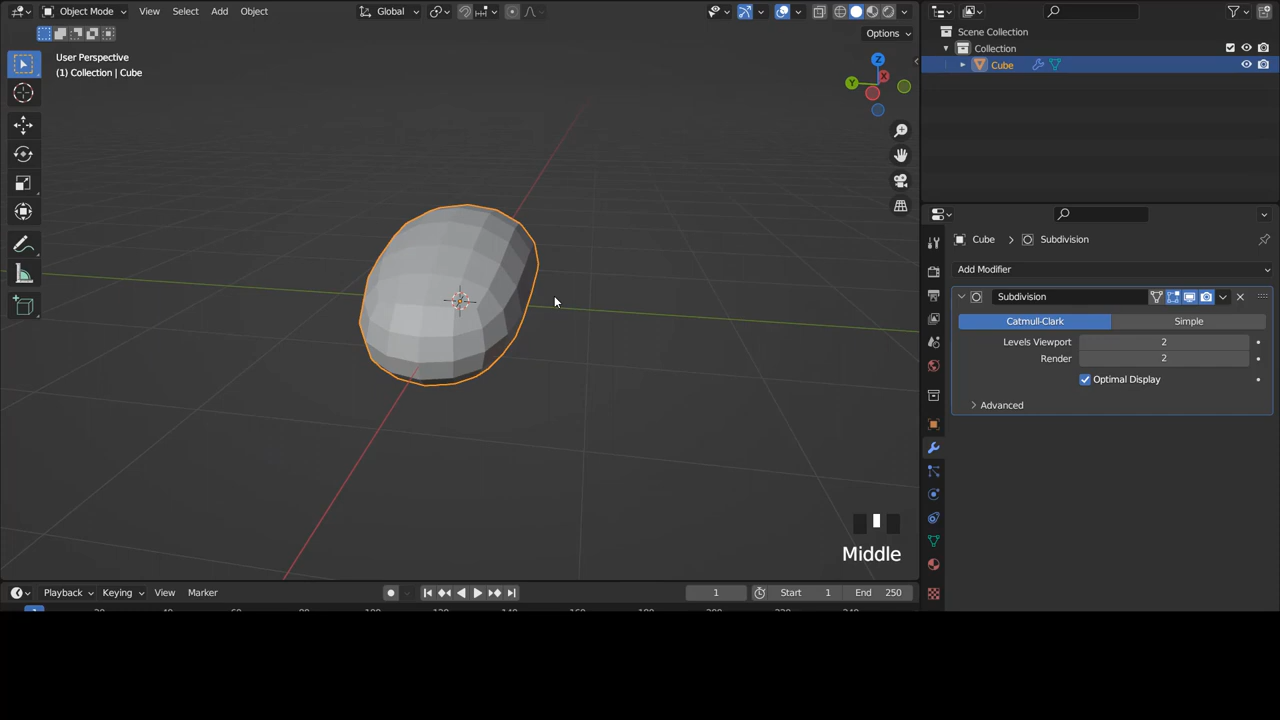 Object Mode View Select Add Object Global
Options
User Perspective
(1) Collection | Cube
Z
X
Y
Middle
Playback Keying View Marker 1 Start 1 End 250
Scene Collection
Collection
Cube
Cube Subdivision
Add Modifier
Subdivision
Catmull-Clark Simple
Levels Viewport 2
Render 2
Optimal Display
Advanced